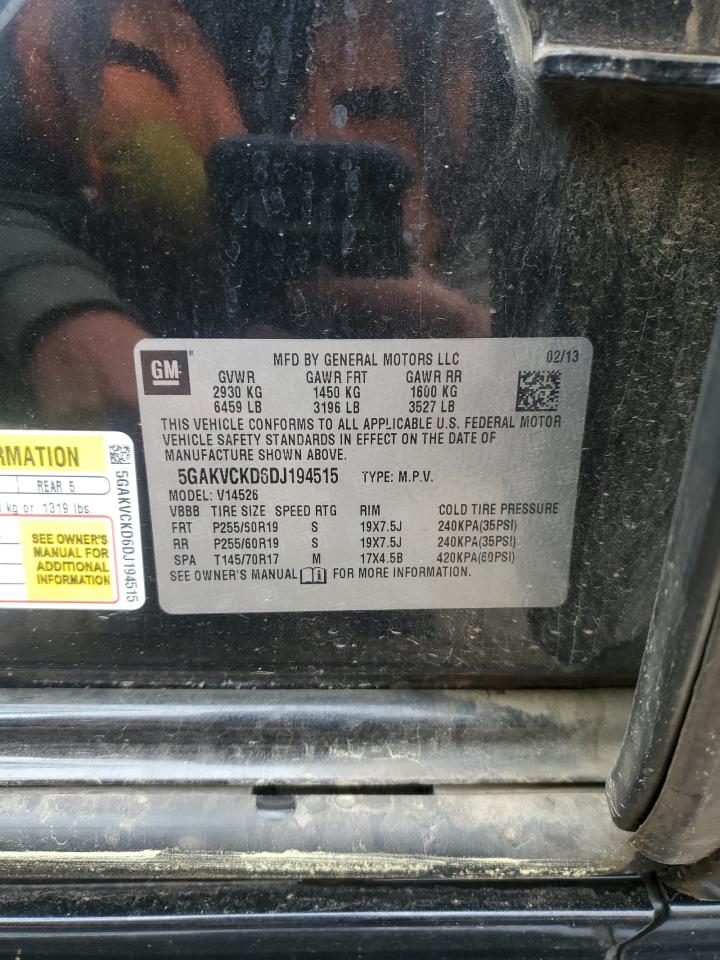 GM
MFD BY GENERAL MOTORS LLC 02/13
GVWR GAWR FRT GAWR RR
2930 KG 1450 KG 1600 KG
6459 LB 3196 LB 3527 LB
THIS VEHICLE CONFORMS TO ALL APPLICABLE U.S. FEDERAL MOTOR
VEHICLE SAFETY STANDARDS IN EFFECT ON THE DATE OF
MANUFACTURE SHOWN ABOVE.
5GAKVCKD6DJ194515 TYPE: M.P.V.
MODEL: V14526
VBBB TIRE SIZE SPEED RTG RIM COLD TIRE PRESSURE
FRT P255/60R19 S 19X7.5J 240KPA(35PSI)
RR P255/60R19 S 19X7.5J 240KPA(35PSI)
SPA T145/70R17 M 17X4.5B 420KPA(60PSI)
SEE OWNER'S MANUAL i FOR MORE INFORMATION.
RMATION
REAR 5
kg or 1319 lbs.
SEE OWNER'S
MANUAL FOR
ADDITIONAL
INFORMATION
5GAKVCKD6DJ194515